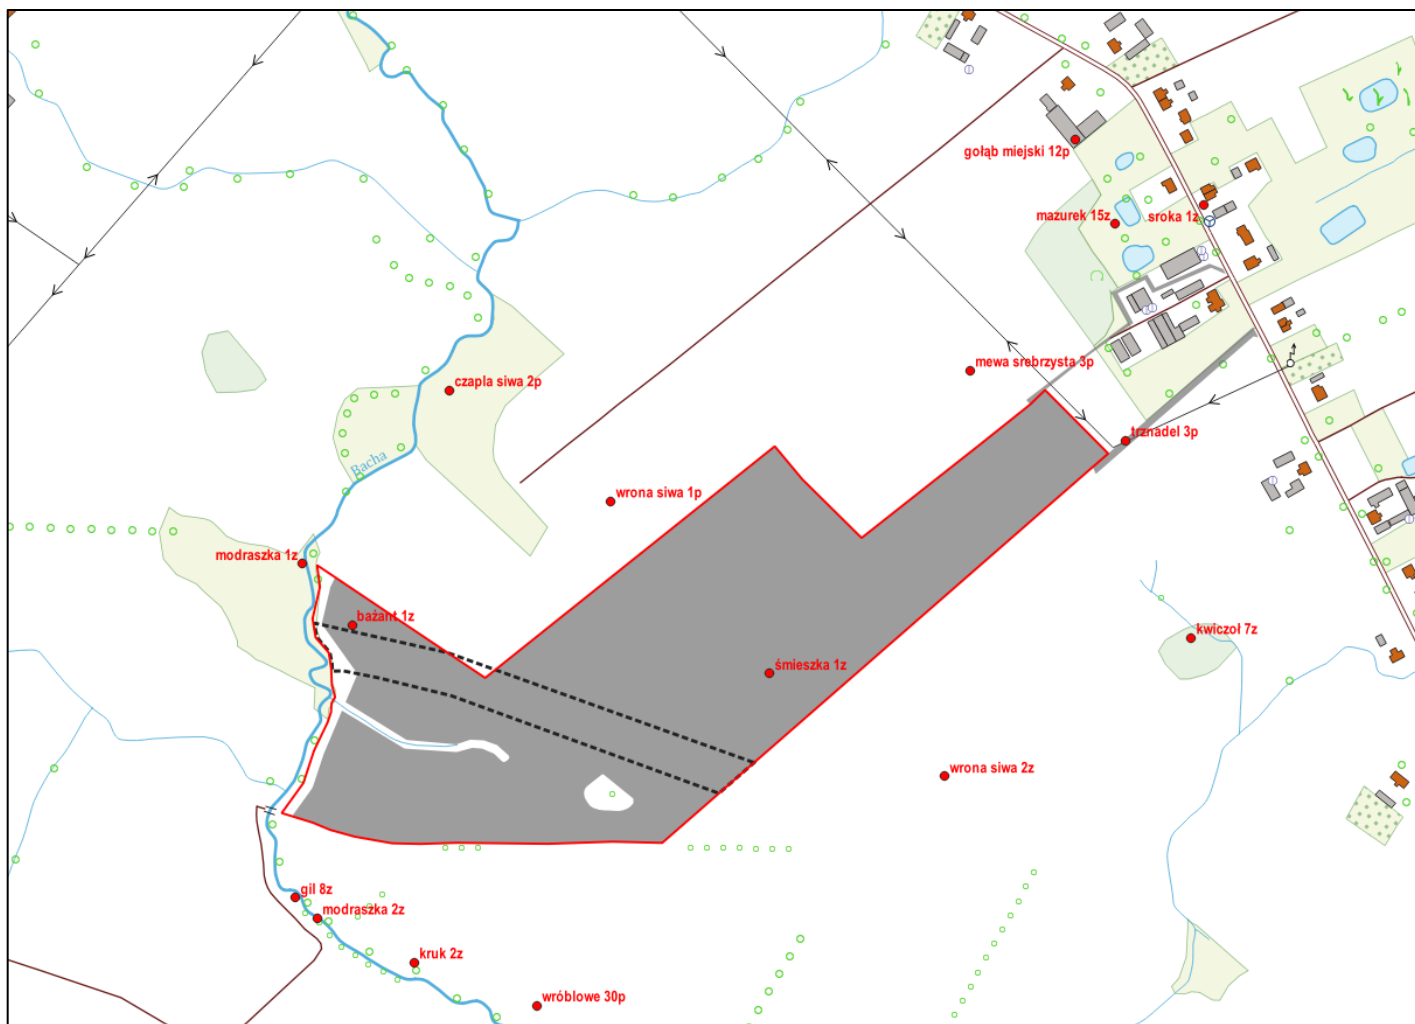 gołąb miejski 12p
mazurek 15z
sroka 1z
mewa srebrzysta 3p
czapla siwa 2p
trznadel 3p
Bacha
wrona siwa 1p
modraszka 1z
bażant 1z
kwiczoł 7z
śmieszka 1z
wrona siwa 2z
gil 8z
modraszka 2z
kruk 2z
wróblowe 30p